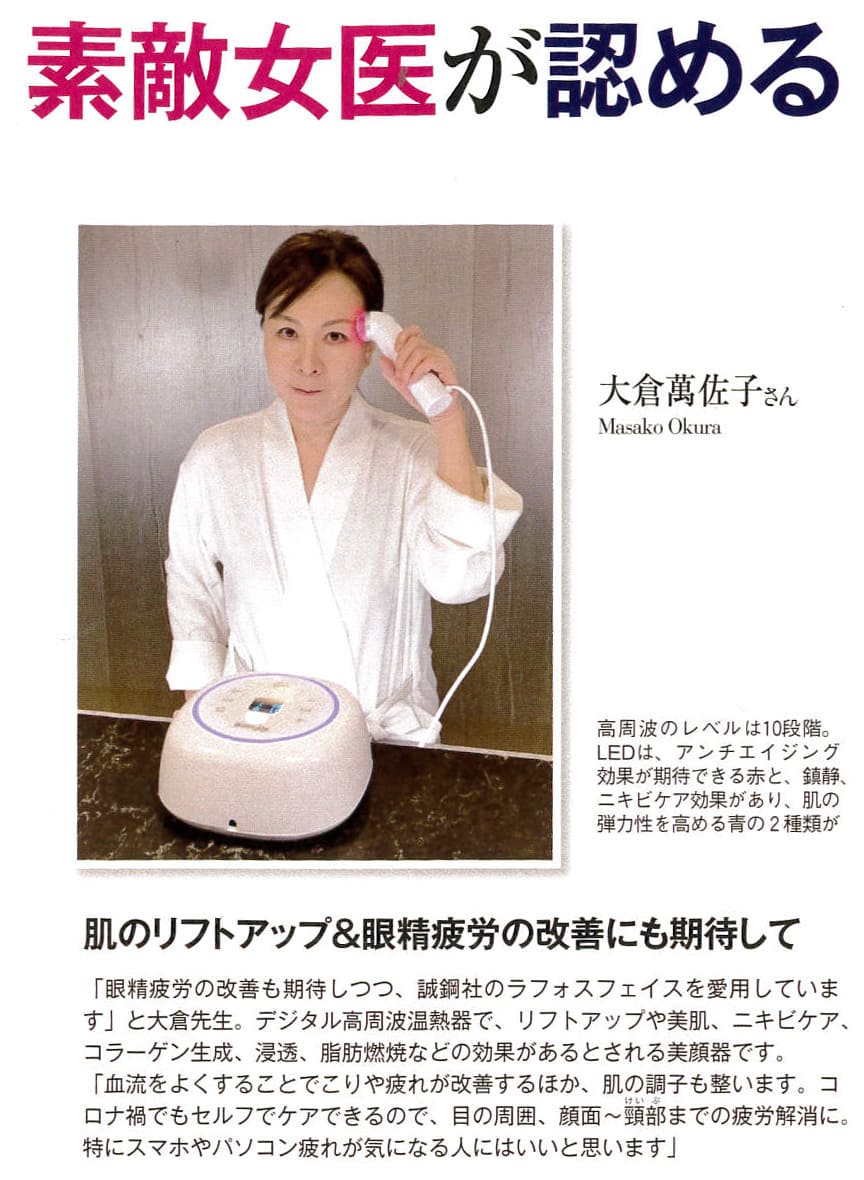 素敵女医が認める
大倉萬佐子さん
Masako Okura
高周波のレベルは10段階。
LEDは、アンチエイジング
効果が期待できる赤と、鎮静、
ニキビケア効果があり、肌の
弾力性を高める青の2種類が
肌のリフトアップ&眼精疲労の改善にも期待して
「眼精疲労の改善も期待しつつ、誠鋼社のラフォスフェイスを愛用していま
す」と大倉先生。デジタル高周波温熱器で、リフトアップや美肌、ニキビケア、
コラーゲン生成、浸透、脂肪燃焼などの効果があるとされる美顔器です。
「血流をよくすることでこりや疲れが改善するほか、肌の調子も整います。コ
けいぶ
ロナ禍でもセルフでケアできるので、目の周囲、顔面〜頸部までの疲労解消に。
特にスマホやパソコン疲れが気になる人にはいいと思います」